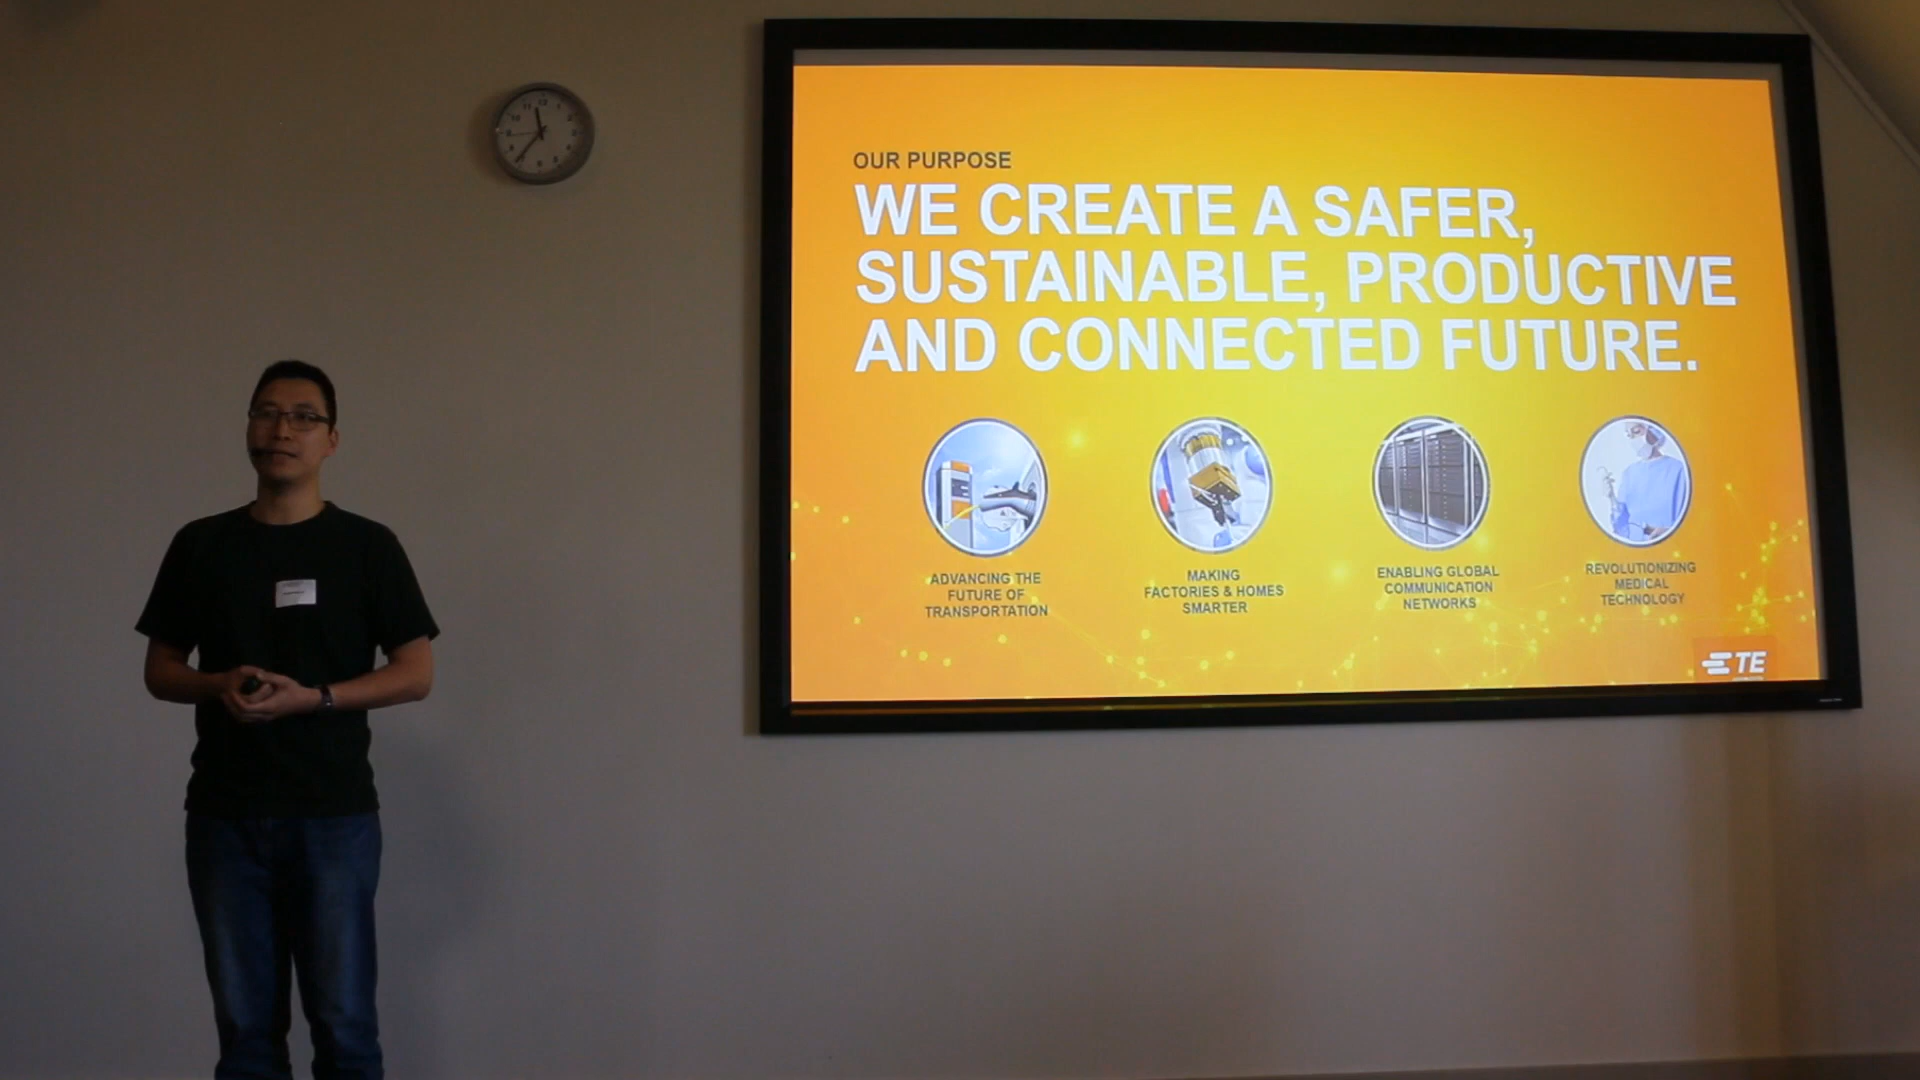 OUR PURPOSE
WE CREATE A SAFER,
SUSTAINABLE, PRODUCTIVE
AND CONNECTED FUTURE.
ADVANCING THE
FUTURE OF
TRANSPORTATION
MAKING
FACTORIES & HOMES
SMARTER
ENABLING GLOBAL
COMMUNICATION
NETWORKS
REVOLUTIONIZING
MEDICAL
TECHNOLOGY
TE